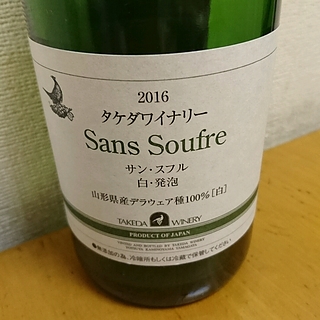 2016
タケダワイナリー
Sans Soufre
サン・スフル
白・発泡
山形県産デラウェア種100%[白]
TAKEDA WINERY
PRODUCT OF JAPAN